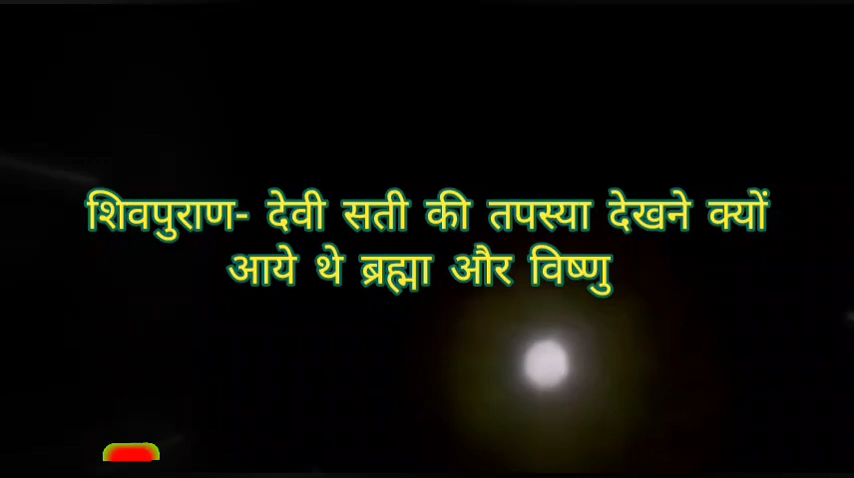 शिवपुराण- देवी सती की तपस्या देखने क्यों
आये थे ब्रह्मा और विष्णु